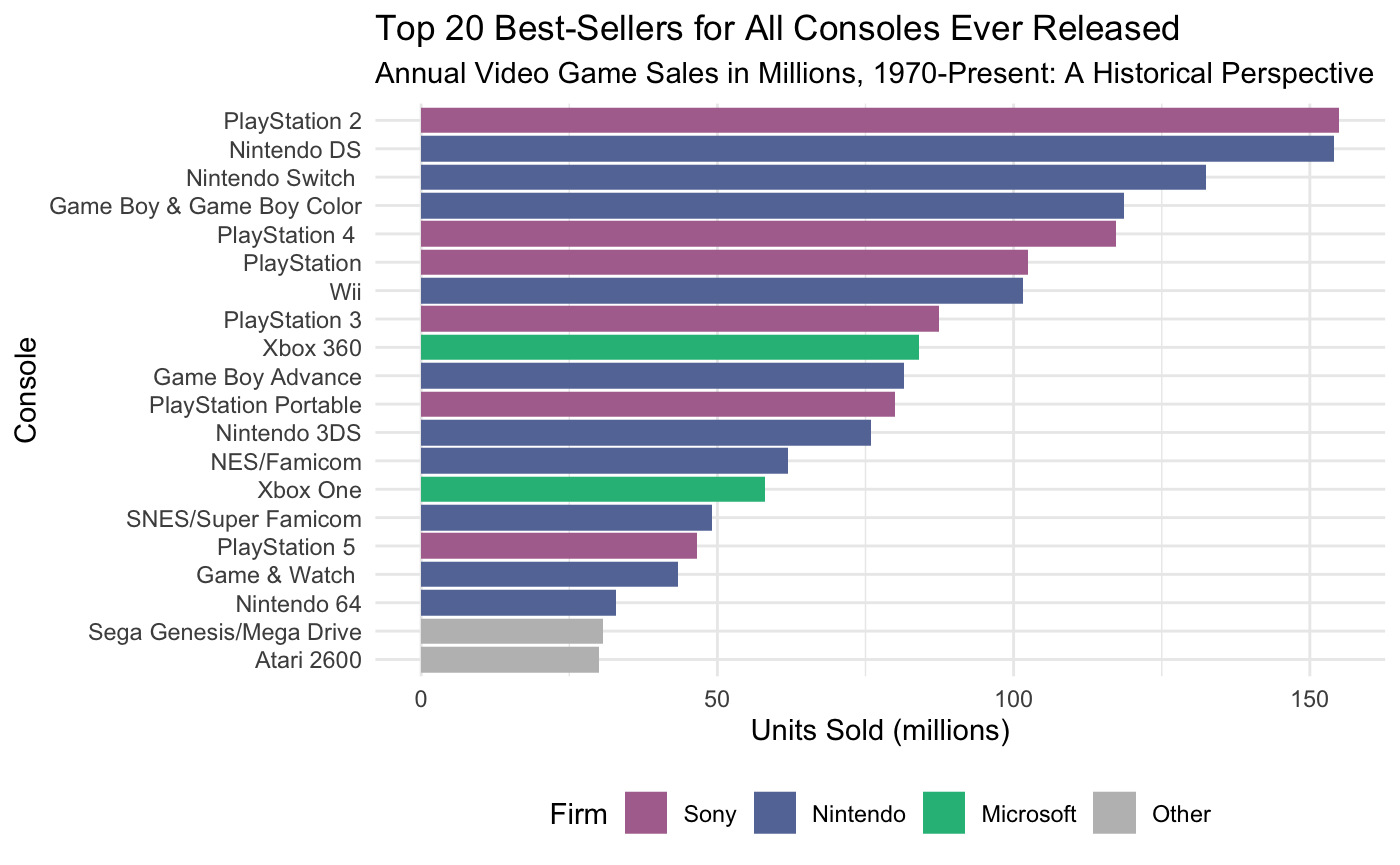 Top 20 Best-Sellers for All Consoles Ever Released
Annual Video Game Sales in Millions, 1970-Present: A Historical Perspective
Console
PlayStation 2
Nintendo DS
Nintendo Switch
Game Boy & Game Boy Color
PlayStation 4
PlayStation
Wii
PlayStation 3
Xbox 360
Game Boy Advance
PlayStation Portable
Nintendo 3DS
NES/Famicom
Xbox One
SNES/Super Famicom
PlayStation 5
Game & Watch
Nintendo 64
Sega Genesis/Mega Drive
Atari 2600
0 50 100 150
Units Sold (millions)
Firm Sony Nintendo Microsoft Other